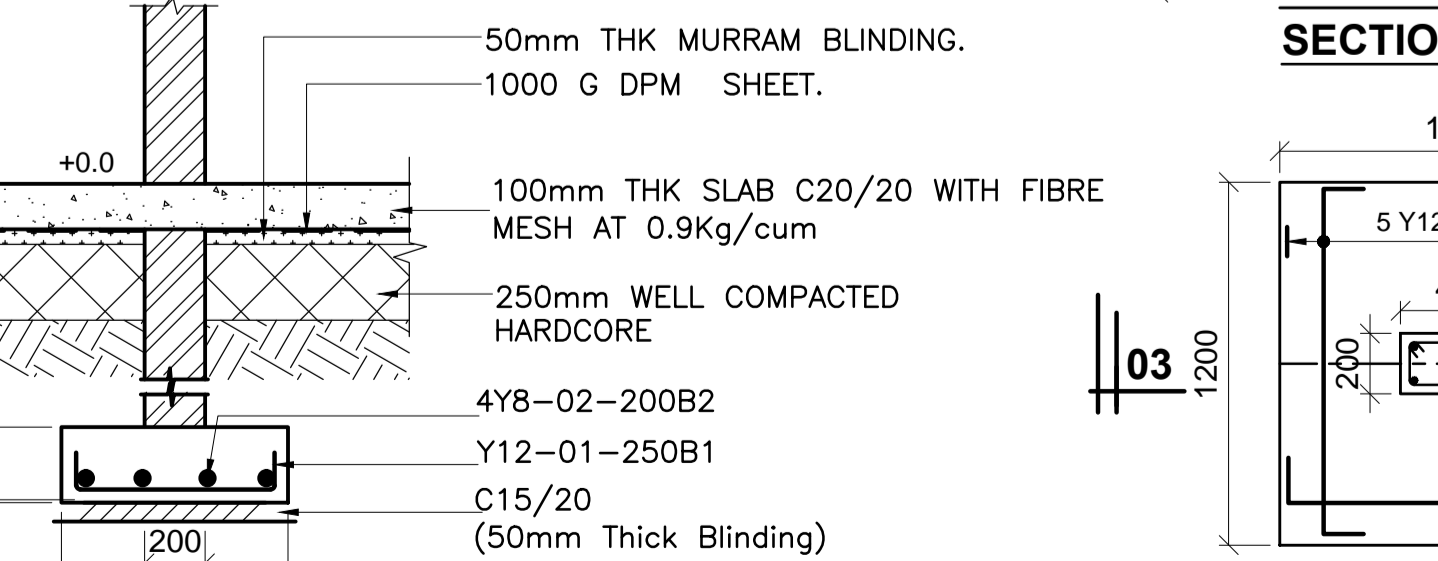 50mm THK MURRAM BLINDING.
1000 G DPM SHEET.
+0.0
100mm THK SLAB C20/20 WITH FIBRE
MESH AT 0.9Kg/cum
250mm WELL COMPACTED
HARDCORE
4Y8-02-200B2
Y12-01-250B1
C15/20
(50mm Thick Blinding)
200
SECTIO
1
5 Y12
03
1200
200